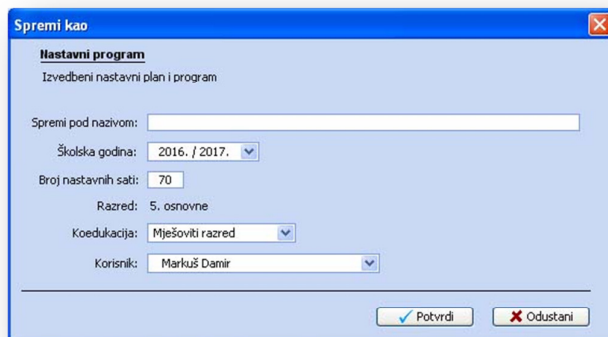 Spremi kao
Nastavni program
Izvedbeni nastavni plan i program
Spremi pod nazivom:
Školska godina: 2016. / 2017.
Broj nastavnih sati: 70
Razred: 5. osnovne
Koedukacija: Mješoviti razred
Korisnik: Markuš Damir
Potvrdi Odustani